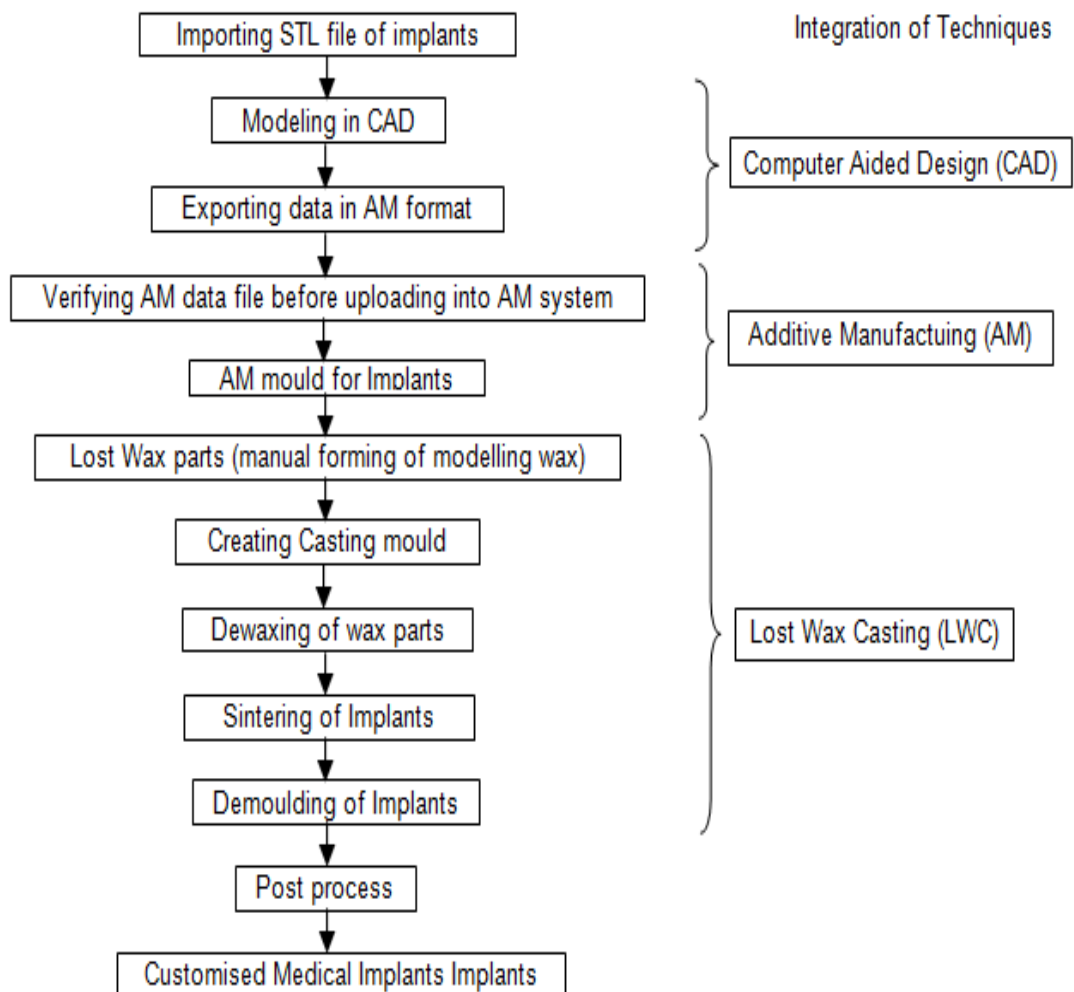 Importing STL file of implants
Integration of Techniques
Modeling in CAD
Computer Aided Design (CAD)
Exporting data in AM format
Verifying AM data file before uploading into AM system
Additive Manufactuing (AM)
AM mould for Implants
Lost Wax parts (manual forming of modelling wax)
Creating Casting mould
Dewaxing of wax parts
Lost Wax Casting (LWC)
Sintering of Implants
Demoulding of Implants
Post process
Customised Medical Implants Implants